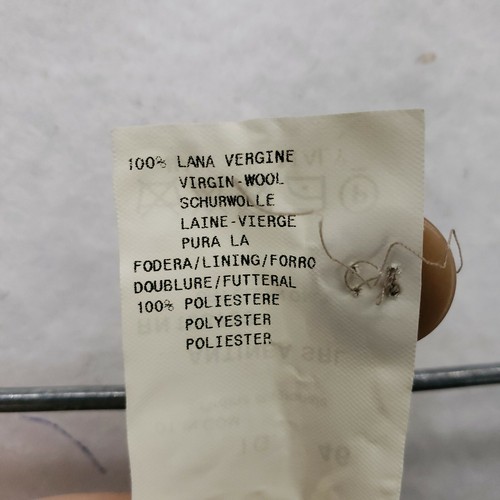 100% LANA VERGINE
VIRGIN-WOOL
SCHURWOLLE
LAINE-VIERGE
PURA LA
FODERA/LINING/FORRO
DOUBLURE/FUTTERAL
100% POLIESTERE
POLYESTER
POLIESTER